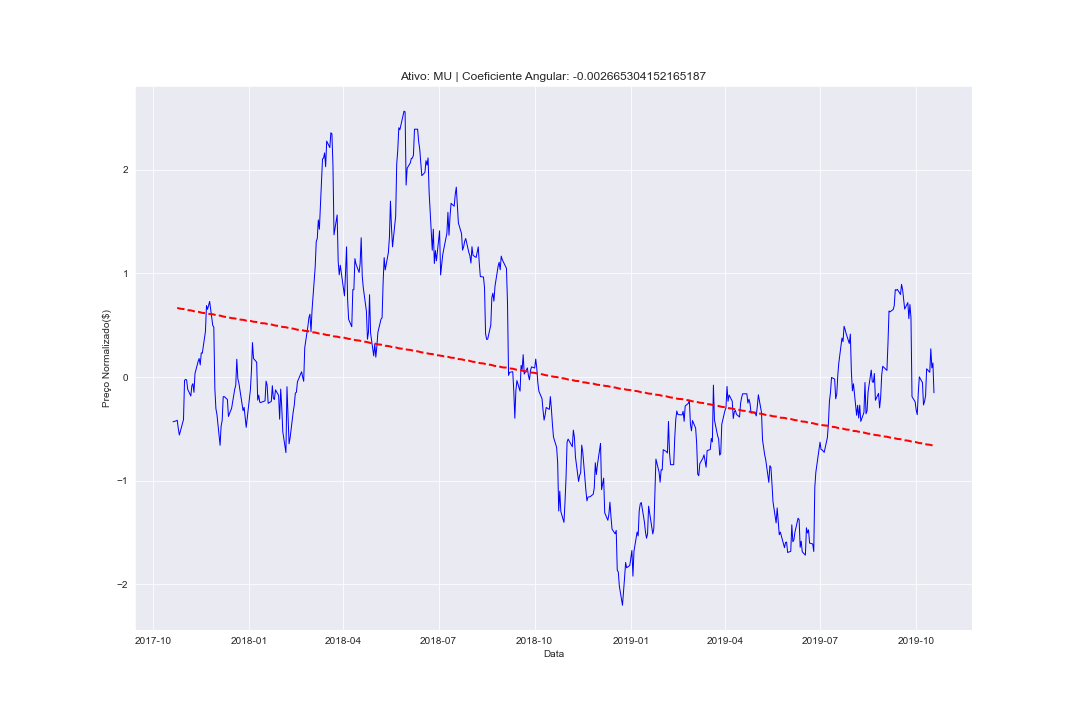 Ativo: MU | Coeficiente Angular: -0.002665304152165187
Preço Normalizado($)
2
1
0
−1
−2
2017-10 2018-01 2018-04 2018-07 2018-10 2019-01 2019-04 2019-07 2019-10
Data